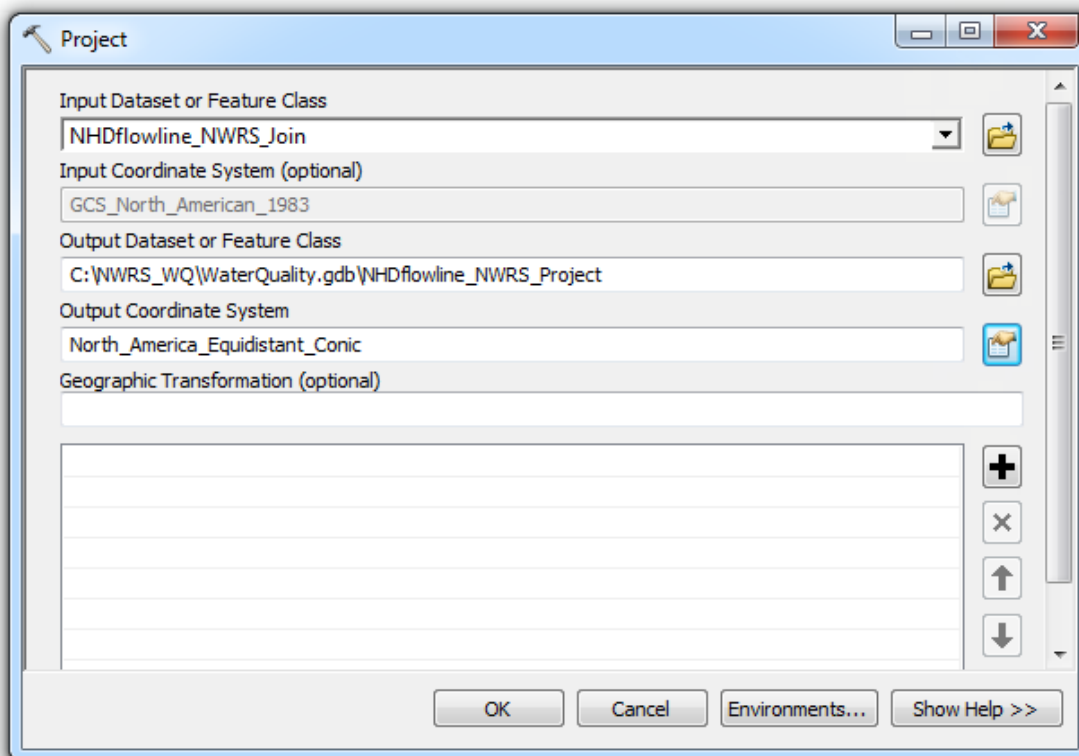 Project
Input Dataset or Feature Class
NHDflowline_NWRS_Join
Input Coordinate System (optional)
GCS_North_American_1983
Output Dataset or Feature Class
C:\NWRS_WQ\WaterQuality.gdb\NHDflowline_NWRS_Project
Output Coordinate System
North_America_Equidistant_Conic
Geographic Transformation (optional)
OK Cancel Environments... Show Help >>